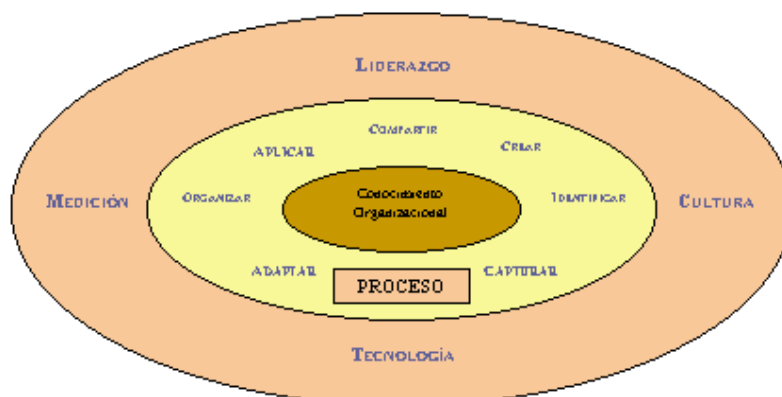 LIDERAZGO
COMPARTIR
CREAR
APLICAR
MEDICIÓN
ORGANIZAR
Conocimiento
Organizacional
IDENTIFICAR
CULTURA
ADAPTAR
PROCESO
CAPTURAR
TECNOLOGÍA